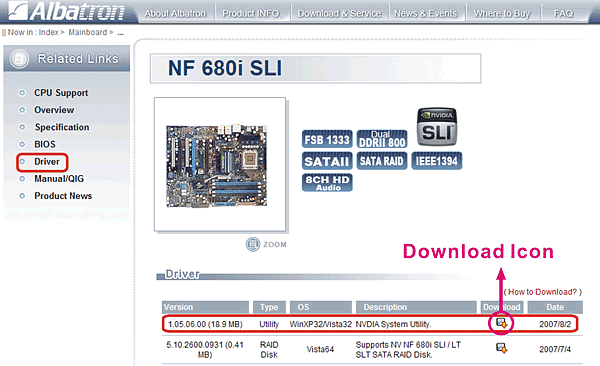 Albatron
About Albatron | Product INFO. | Download & Service | News & Events | Where to Buy | FAQ
|| Now in : Index > Mainboard > ...
Related Links
CPU Support
Overview
Specification
BIOS
Driver
Manual/QIG
Product News
NF 680i SLI
FSB 1333
Dual DDRII 800
NVIDIA
SLI
SATAII
SATA RAID
IEEE1394
8CH HD Audio
ZOOM
Download Icon
Driver
( How to Download? )
Version Type OS Description Download Date
1.05.06.00 (18.9 MB) Utility WinXP32/Vista32 NVDIA System Utility. 2007/8/2
5.10.2600.0931 (0.41 MB) RAID Disk Vista64 Supports NV NF 680i SLI / LT SLT SATA RAID Disk. 2007/7/4